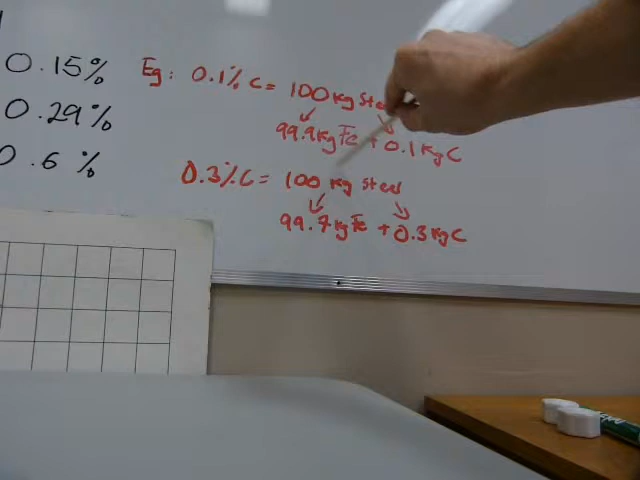 0.15%
0.29%
0.6%
Eg: 0.1% C = 100 kg Steel
99.9 kg Fe + 0.1 kg C
0.3% C = 100 kg steel
99.7 kg Fe + 0.3 kg C